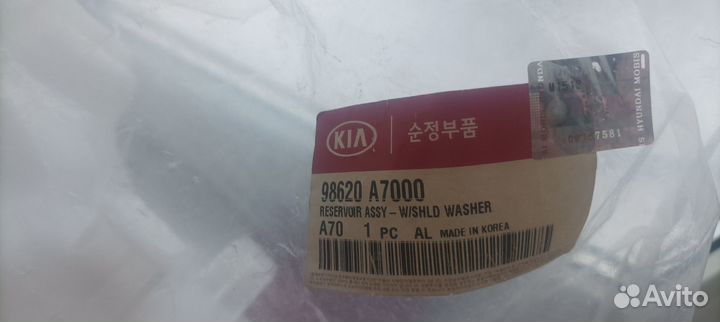 KIA
순정부품
98620 A7000
RESERVOIR ASSY - W/SHLD WASHER
A70 1 PC AL MADE IN KOREA
HYUNDAI MOBIS
Avito